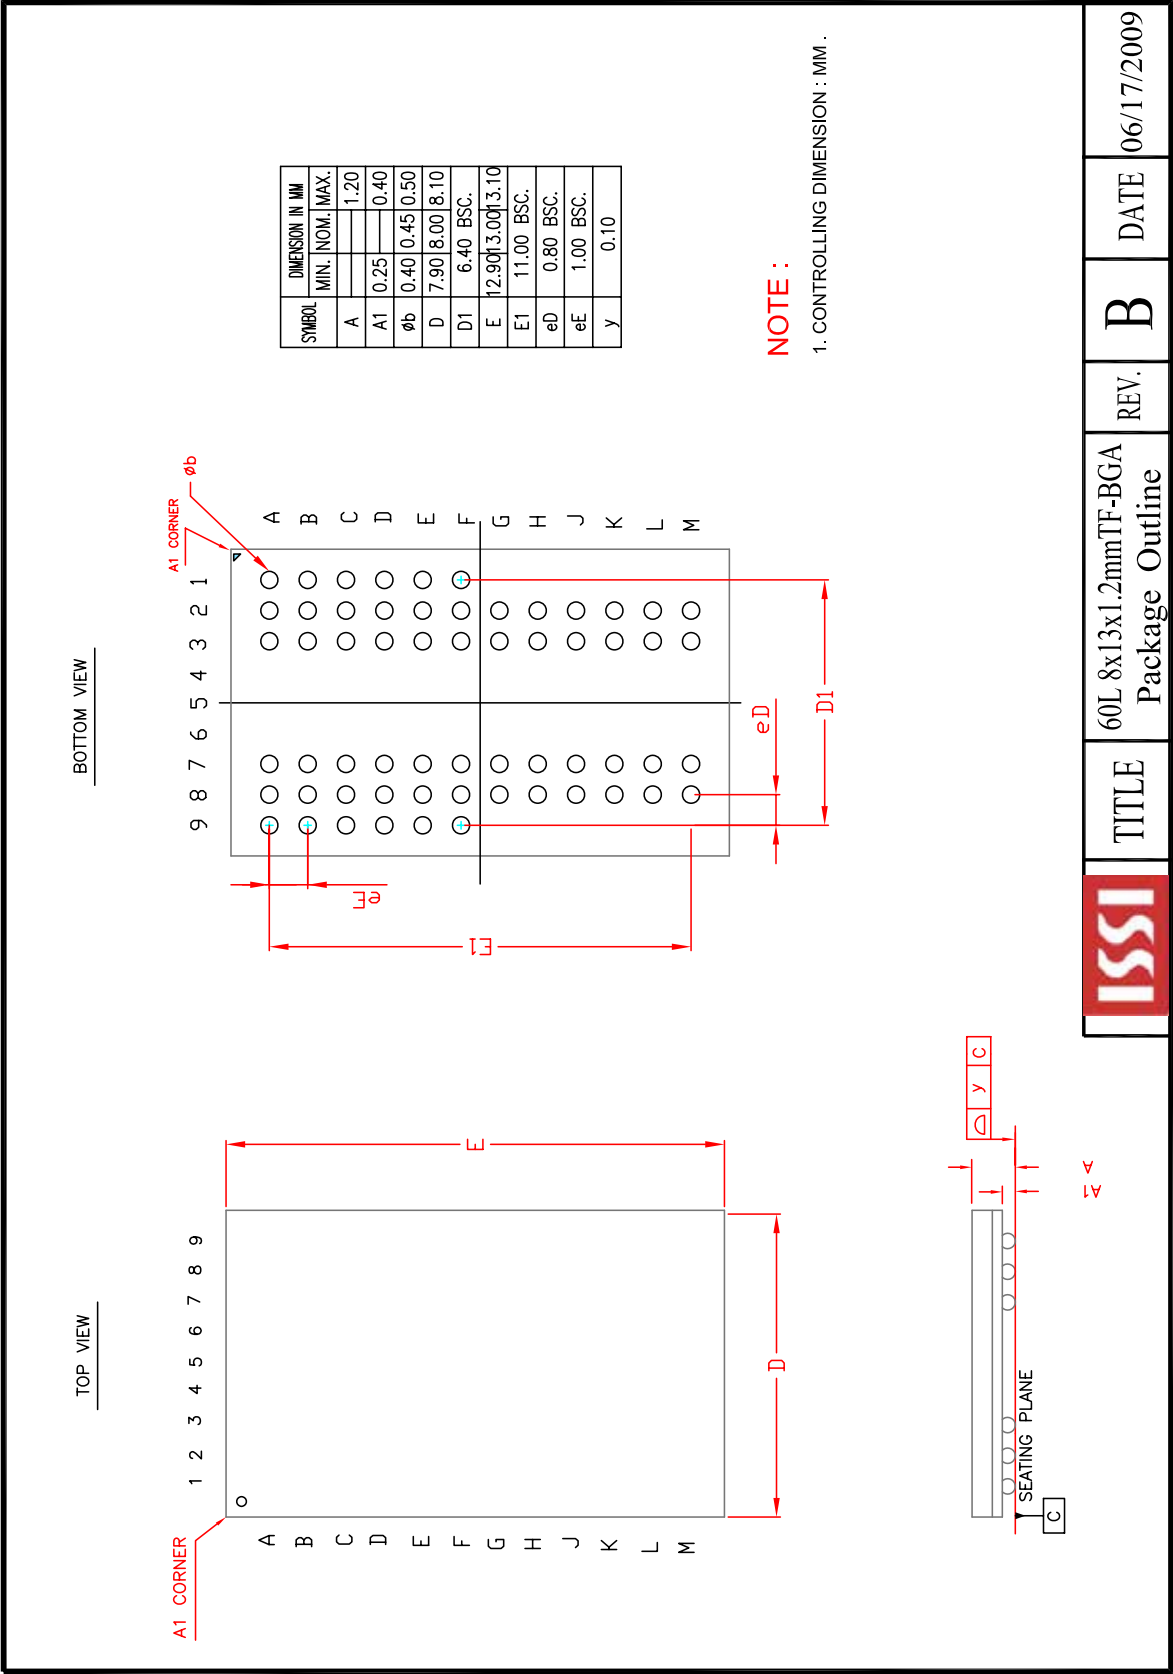 TOP VIEW
A1 CORNER
1 2 3 4 5 6 7 8 9
A
B
C
D
E
F
G
H
J
K
L
M
E
D
BOTTOM VIEW
A1 CORNER
øb
9 8 7 6 5 4 3 2 1
A
B
C
D
E
F
G
H
J
K
L
M
eE
E1
eD
D1
SYMBOL DIMENSION IN MM
MIN. NOM. MAX.
A 1.20
A1 0.25 0.40
øb 0.40 0.45 0.50
D 7.90 8.00 8.10
D1 6.40 BSC.
E 12.90 13.00 13.10
E1 11.00 BSC.
eD 0.80 BSC.
eE 1.00 BSC.
y 0.10
NOTE :
1. CONTROLLING DIMENSION : MM .
y C
A
A1
SEATING PLANE
C
ISSI
TITLE
60L 8x13x1.2mmTF-BGA
Package Outline
REV.
B
DATE
06/17/2009